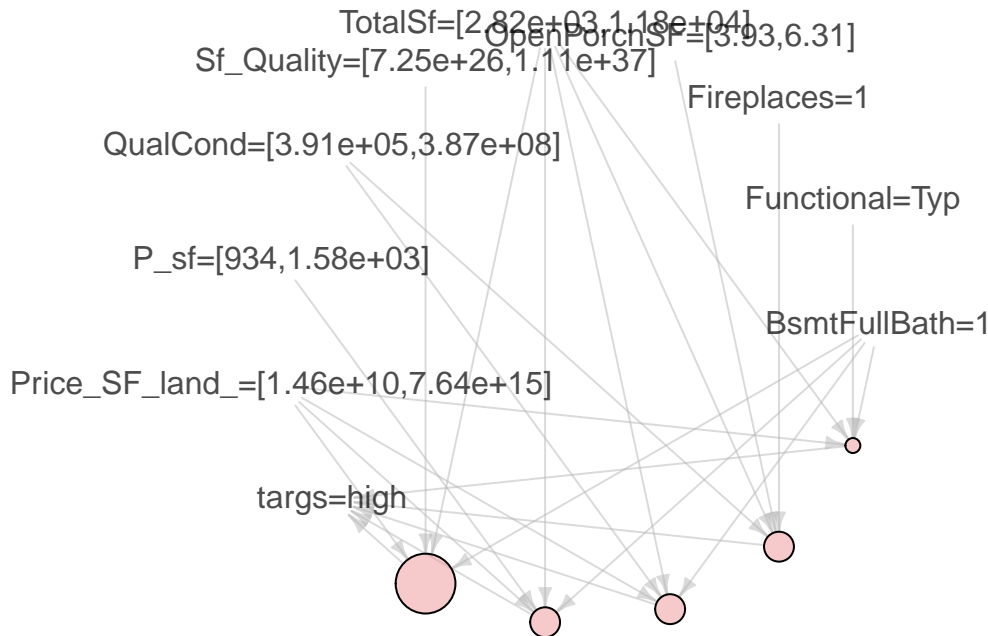 TotalSf=[2.82e+03,1.18e+04]
OpenPorchSF=[3.93,6.31]
Sf_Quality=[7.25e+26,1.11e+37]
Fireplaces=1
QualCond=[3.91e+05,3.87e+08]
Functional=Typ
P_sf=[934,1.58e+03]
BsmtFullBath=1
Price_SF_land_=[1.46e+10,7.64e+15]
targs=high